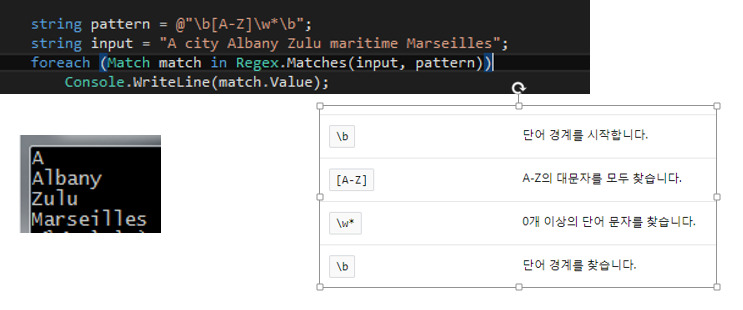 string pattern = @"\b[A-Z]\w*\b";
string input = "A city Albany Zulu maritime Marseilles";
foreach (Match match in Regex.Matches(input, pattern))
Console.WriteLine(match.Value);
A
Albany
Zulu
Marseilles
\b 단어 경계를 시작합니다.
[A-Z] A-Z의 대문자를 모두 찾습니다.
\w* 0개 이상의 단어 문자를 찾습니다.
\b 단어 경계를 찾습니다.